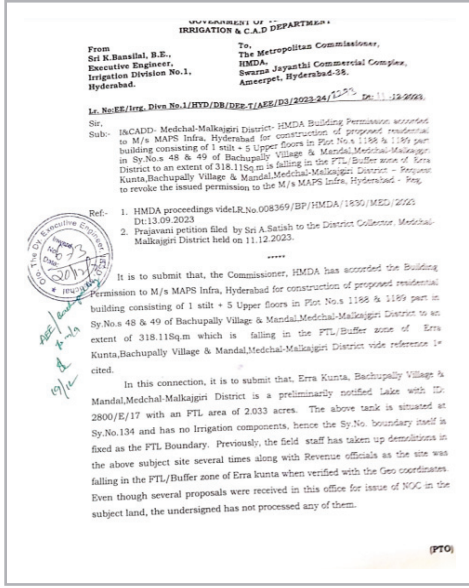 GOVERNMENT OF
IRRIGATION & C.A.D DEPARTMENT
From
Sri K.Bansilal, B.E.,
Executive Engineer,
Irrigation Division No.1,
Hyderabad.
To,
The Metropolitan Commissioner,
HMDA,
Swarna Jayanthi Commercial Complex,
Ameerpet, Hyderabad-38.
Lr. No:EE/Irrg. Divn No.1/HYD/DB/DEE-T/AEE/D3/2023-24/ Dt: 11 -12-2023.
Sir,
Sub:- I&CADD- Medchal-Malkajgiri District- HMDA Building Permission accorded
to M/s MAPS Infra, Hyderabad for construction of proposed residential
building consisting of 1 stilt + 5 Upper floors in Plot No.s 1188 & 1189 part
in Sy.No.s 48 & 49 of Bachupally Village & Mandal,Medchal-Malkajgiri
District to an extent of 318.11Sq.m is falling in the FTL/Buffer zone of Erra
Kunta,Bachupally Village & Mandal,Medchal-Malkajgiri District – Request
to revoke the issued permission to the M/s MAPS Infra, Hyderabad – Reg.
Ref:- 1. HMDA proceedings videLR.No.008369/BP/HMDA/1830/MED/2023
Dt:13.09.2023
2. Prajavani petition filed by Sri A.Satish to the District Collector, Medchal-
Malkajgiri District held on 11.12.2023.
*****
It is to submit that, the Commissioner, HMDA has accorded the Building
Permission to M/s MAPS Infra, Hyderabad for construction of proposed residential
building consisting of 1 stilt + 5 Upper floors in Plot No.s 1188 & 1189 part in
Sy.No.s 48 & 49 of Bachupally Village & Mandal,Medchal-Malkajgiri District to an
extent of 318.11Sq.m which is falling in the FTL/Buffer zone of Erra
Kunta,Bachupally Village & Mandal,Medchal-Malkajgiri District vide reference 1st
cited.
In this connection, it is to submit that, Erra Kunta, Bachupally Village &
Mandal,Medchal-Malkajgiri District is a preliminarily notified Lake with ID:
2800/E/17 with an FTL area of 2.033 acres. The above tank is situated at
Sy.No.134 and has no Irrigation components, hence the Sy.No. boundary itself is
fixed as the FTL Boundary. Previously, the field staff has taken up demolitions in
the above subject site several times along with Revenue officials as the site was
falling in the FTL/Buffer zone of Erra kunta when verified with the Geo coordinates.
Even though several proposals were received in this office for issue of NOC in the
subject land, the undersigned has not processed any of them.
(PTO)
O/o. The Dy. Executive Engineer
19/12